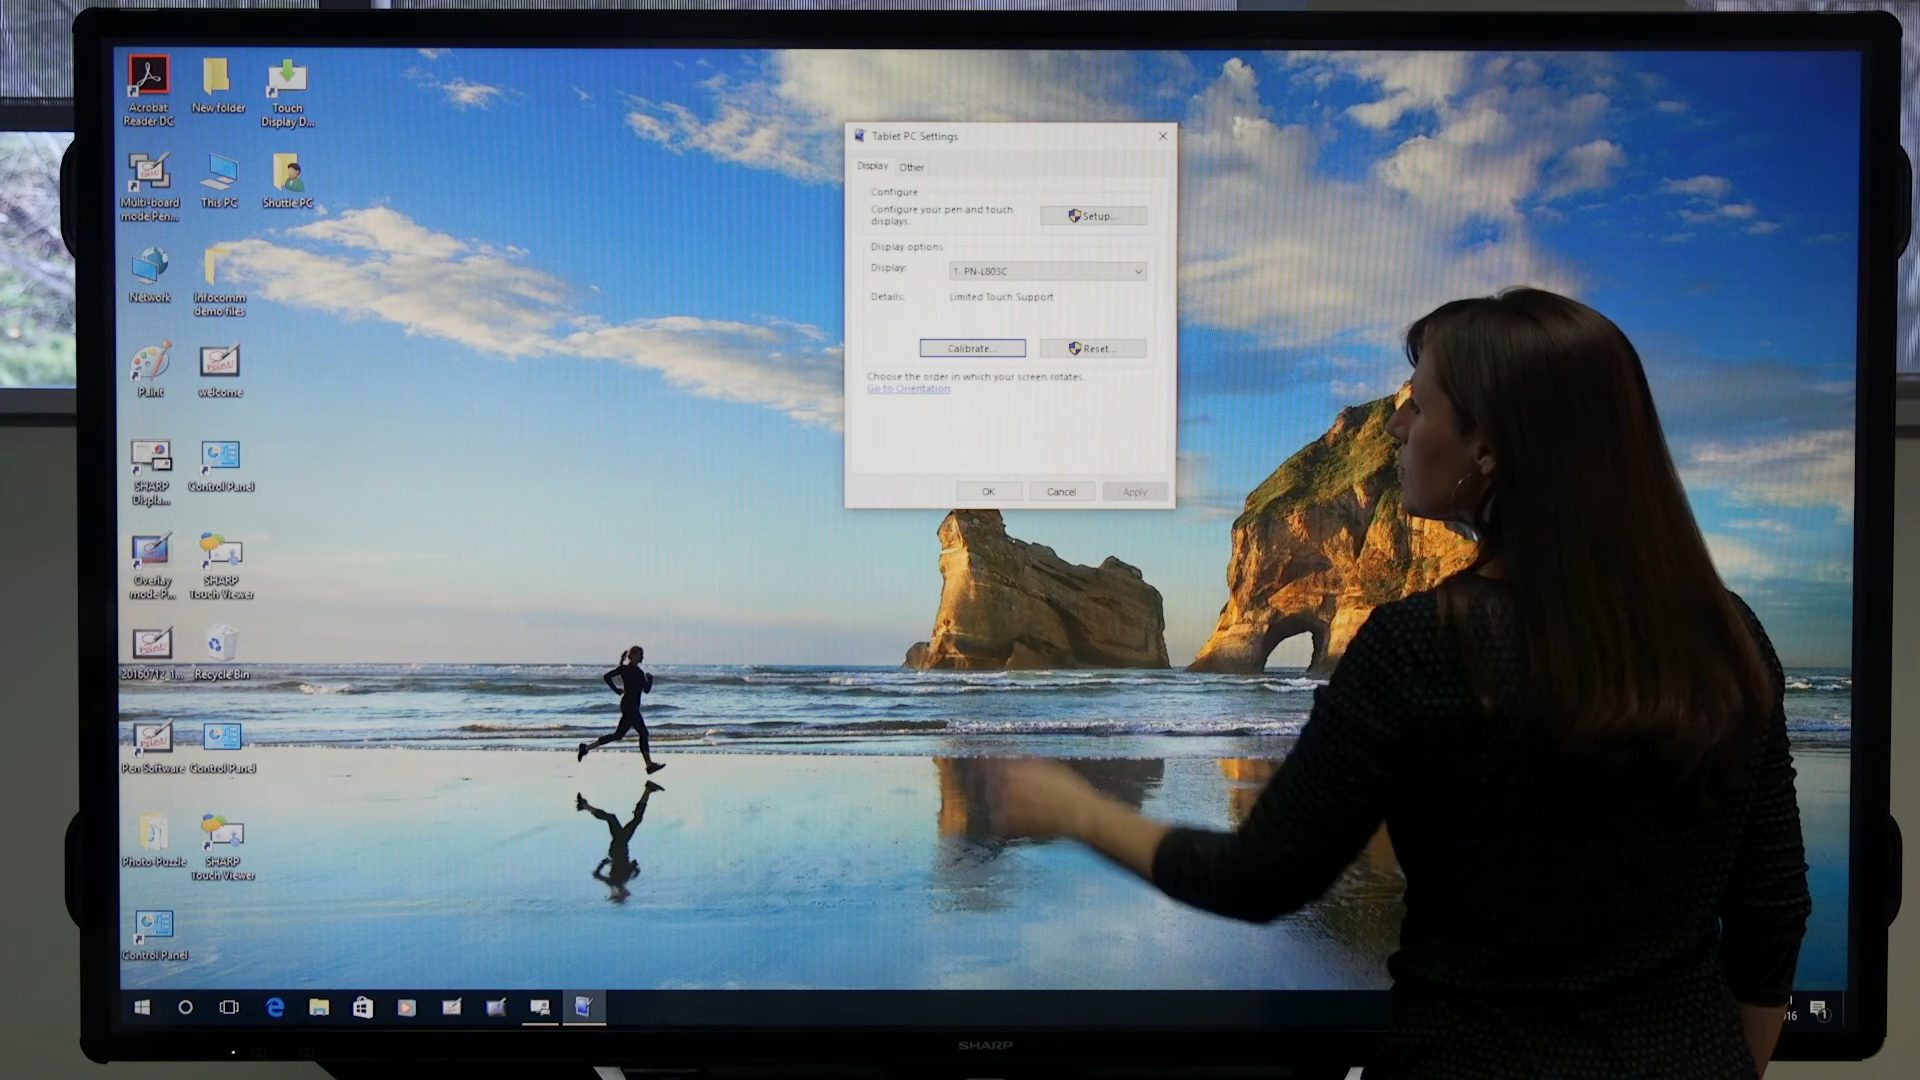 Acrobat
Reader DC
New folder
Touch
Display D...
Multi-board
mode Pen...
This PC
Shuttle PC
Network
Infocomm
demo files
Paint
welcome
SHARP
Displa...
Control Panel
Overlay
mode P...
SHARP
Touch Viewer
20160712_1...
Recycle Bin
Pen Software
Control Panel
Photo-Puzzle
SHARP
Touch Viewer
Control Panel
Tablet PC Settings
Display
Other
Configure
Configure your pen and touch
displays.
Setup...
Display options
Display:
1. PN-L803C
Details:
Limited Touch Support
Calibrate...
Reset...
Choose the order in which your screen rotates.
Go to Orientation
OK
Cancel
Apply
16
1
SHARP